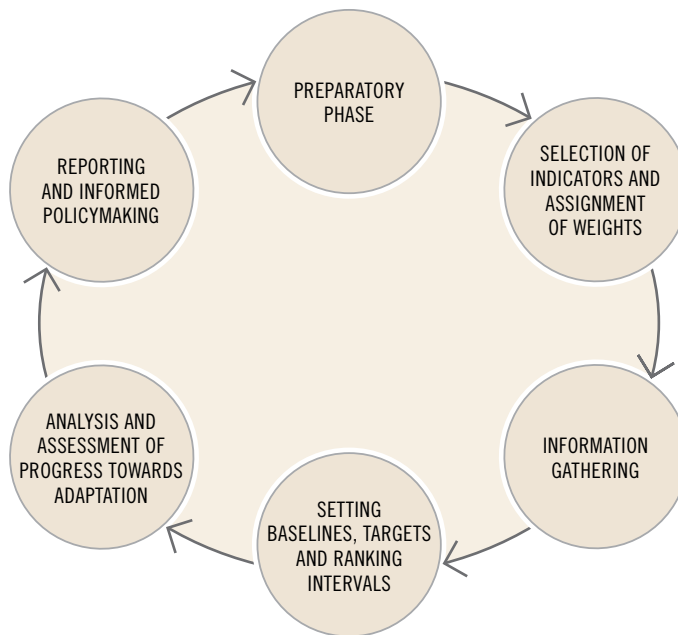 PREPARATORY
PHASE
SELECTION OF
INDICATORS AND
ASSIGNMENT
OF WEIGHTS
INFORMATION
GATHERING
SETTING
BASELINES, TARGETS
AND RANKING
INTERVALS
ANALYSIS AND
ASSESSMENT OF
PROGRESS TOWARDS
ADAPTATION
REPORTING
AND INFORMED
POLICYMAKING